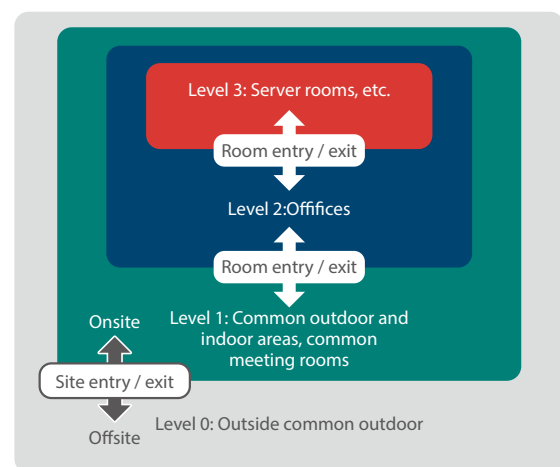 Level 3: Server rooms, etc.
Room entry / exit
Level 2:Offifices
Room entry / exit
Onsite
Level 1: Common outdoor and
indoor areas, common
meeting rooms
Site entry / exit
Offsite
Level 0: Outside common outdoor